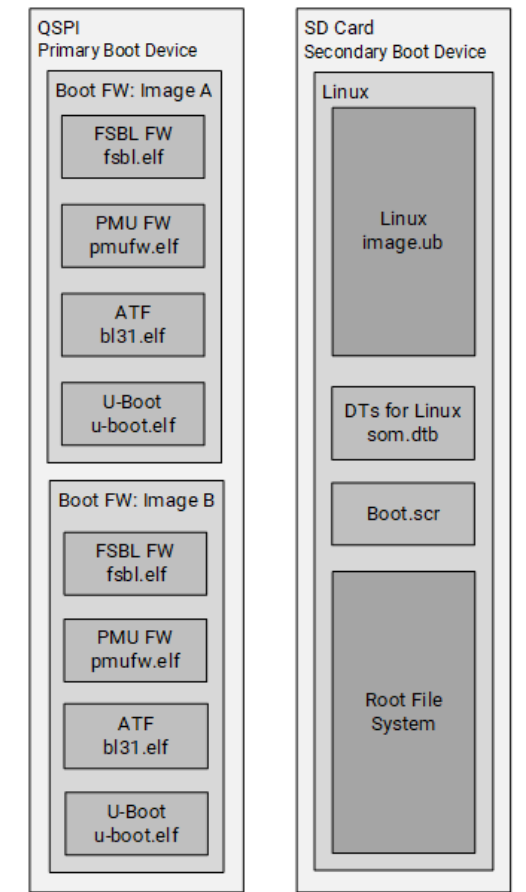 QSPI
Primary Boot Device
Boot FW: Image A
FSBL FW
fsbl.elf
PMU FW
pmufw.elf
ATF
bl31.elf
U-Boot
u-boot.elf
Boot FW: Image B
FSBL FW
fsbl.elf
PMU FW
pmufw.elf
ATF
bl31.elf
U-Boot
u-boot.elf
SD Card
Secondary Boot Device
Linux
Linux
image.ub
DTs for Linux
som.dtb
Boot.scr
Root File
System